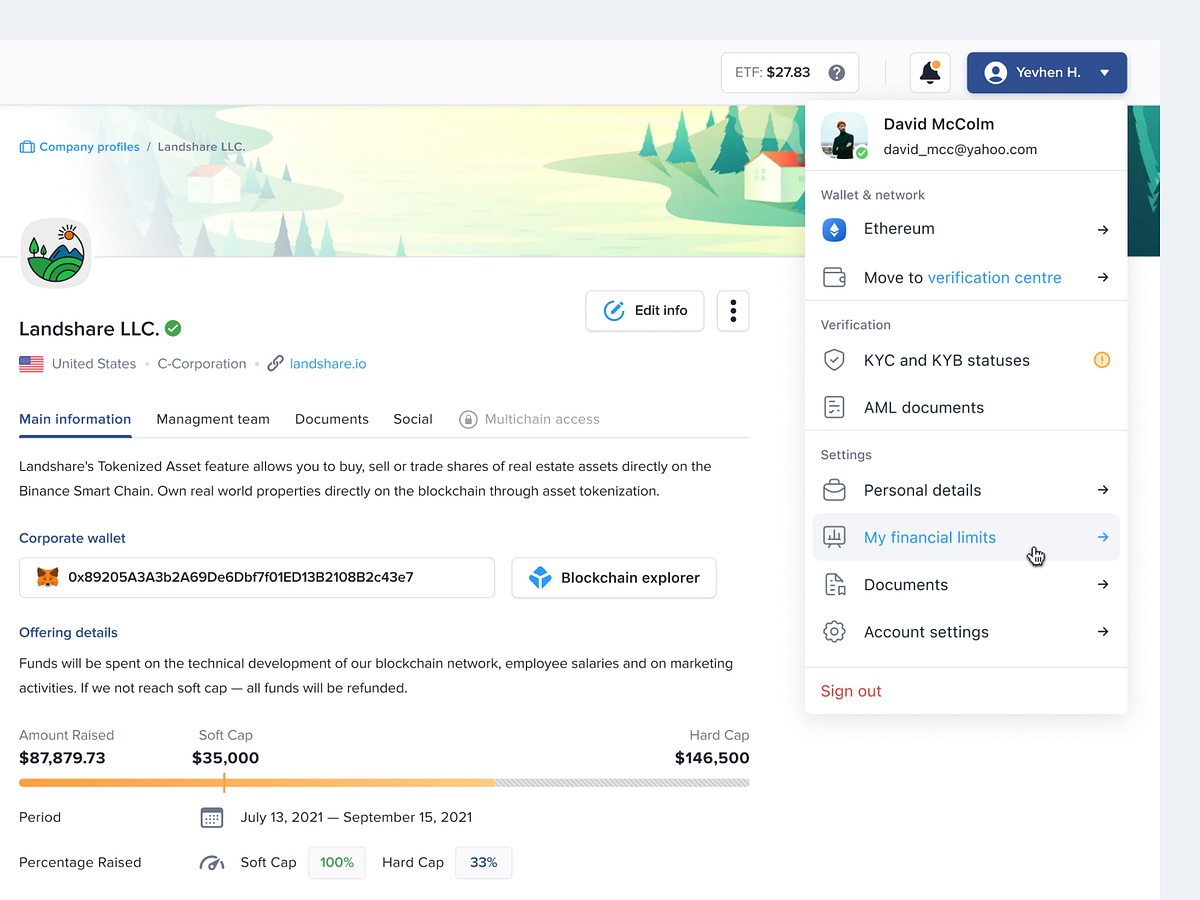 ETF: $27.83
Yevhen H.
Company profiles / Landshare LLC.
David McColm
david_mcc@yahoo.com
Wallet & network
Ethereum
Move to verification centre
Verification
KYC and KYB statuses
AML documents
Settings
Personal details
My financial limits
Documents
Account settings
Sign out
Edit info
Landshare LLC.
United States • C-Corporation • landshare.io
Main information Managment team Documents Social Multichain access
Landshare's Tokenized Asset feature allows you to buy, sell or trade shares of real estate assets directly on the
Binance Smart Chain. Own real world properties directly on the blockchain through asset tokenization.
Corporate wallet
0x89205A3A3b2A69De6Dbf7f01ED13B2108B2c43e7 Blockchain explorer
Offering details
Funds will be spent on the technical development of our blockchain network, employee salaries and on marketing
activities. If we not reach soft cap — all funds will be refunded.
Amount Raised Soft Cap Hard Cap
$87,879.73 $35,000 $146,500
Period July 13, 2021 — September 15, 2021
Percentage Raised Soft Cap 100% Hard Cap 33%